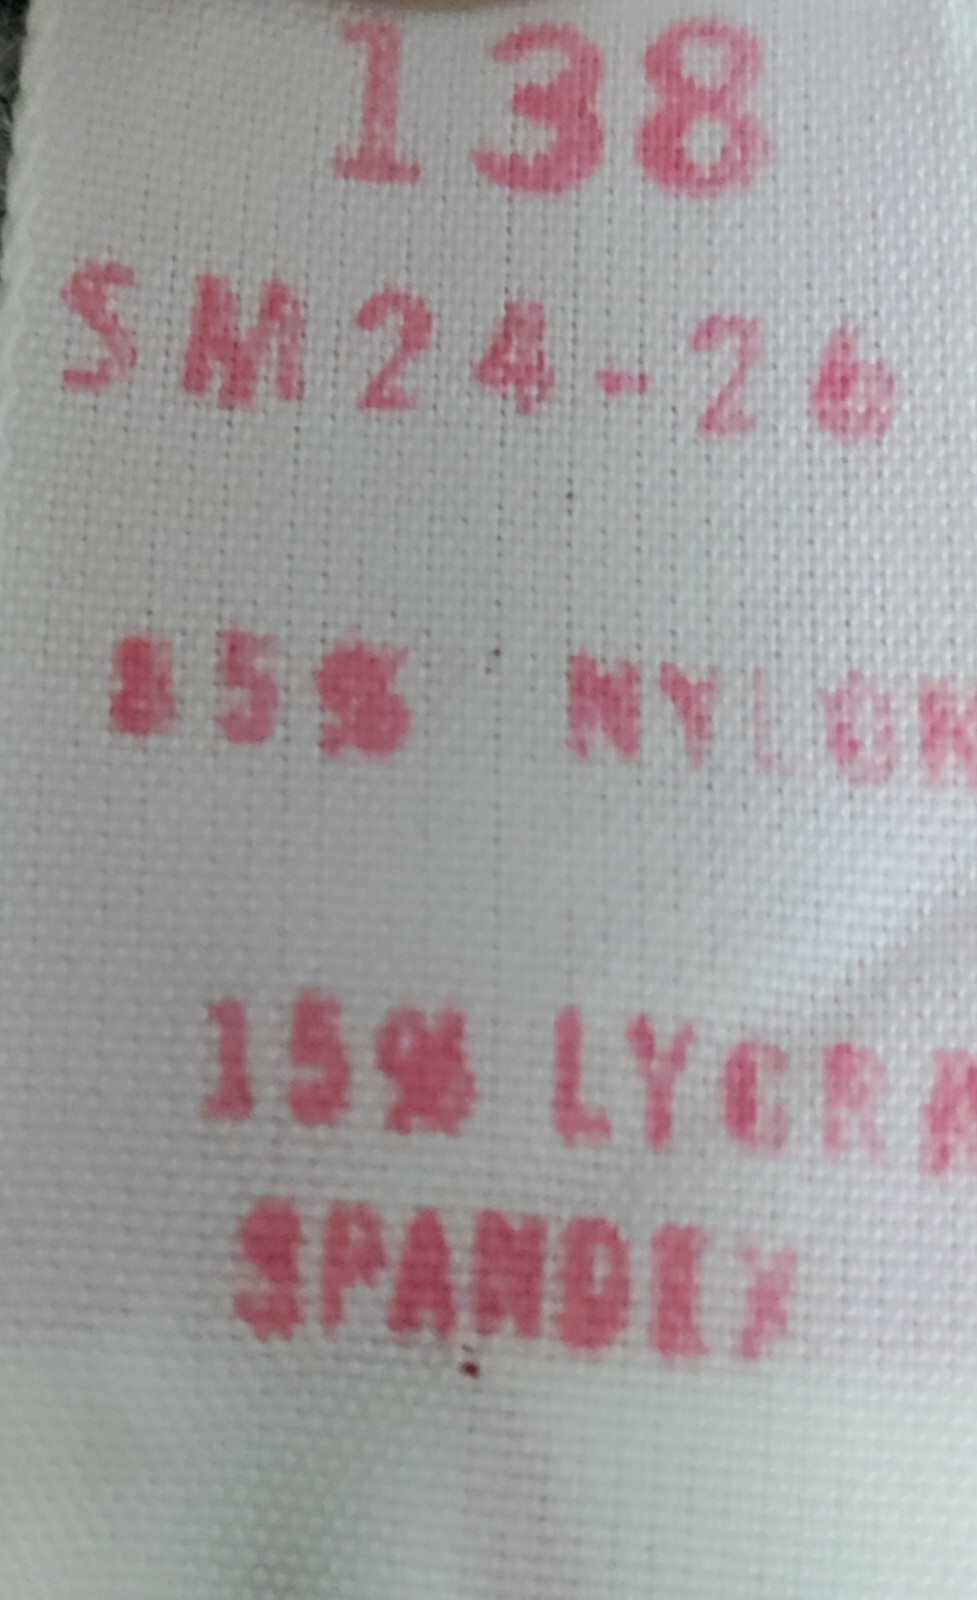 138
SM24-26
85% NYLON
15% LYCRA
SPANDEX